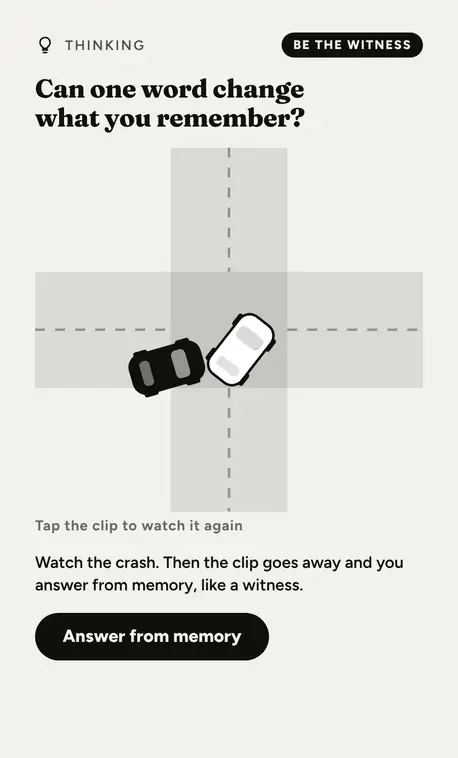 THINKING
BE THE WITNESS
Can one word change
what you remember?
Tap the clip to watch it again
Watch the crash. Then the clip goes away and you
answer from memory, like a witness.
Answer from memory